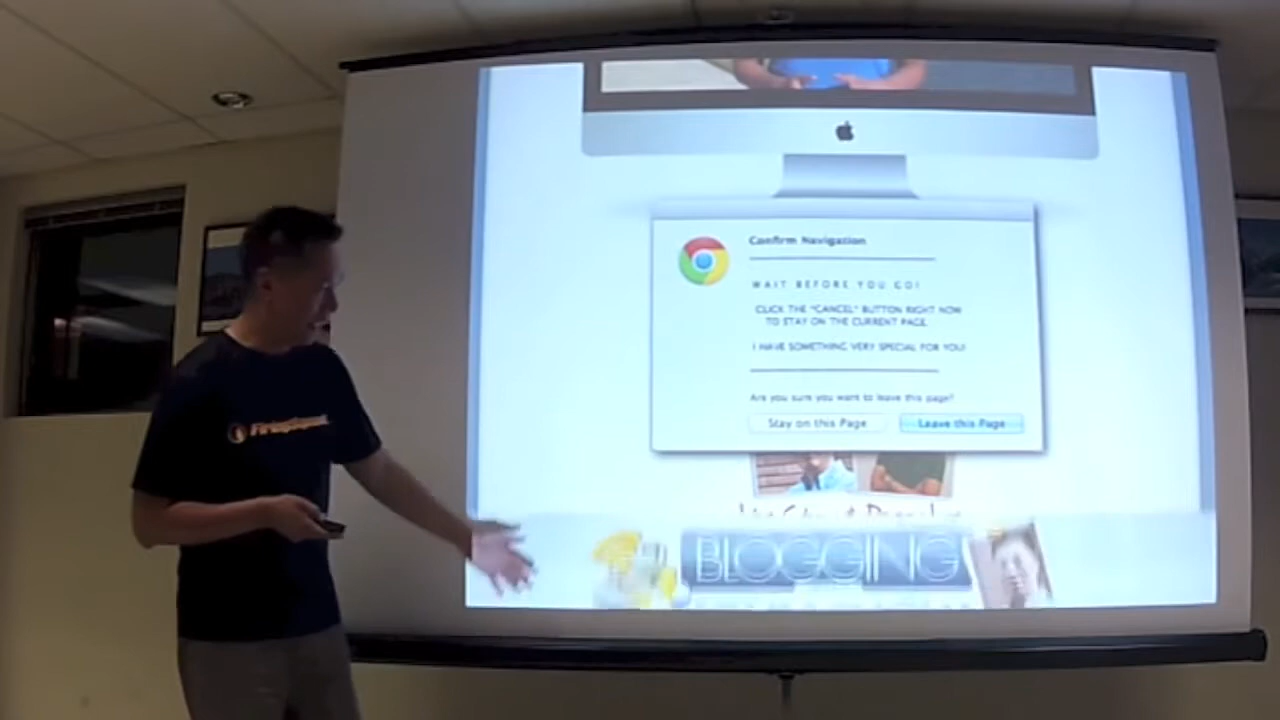 Confirm Navigation
WAIT BEFORE YOU GO!
CLICK THE "CANCEL" BUTTON RIGHT NOW
TO STAY ON THE CURRENT PAGE
I HAVE SOMETHING VERY SPECIAL FOR YOU!
Are you sure you want to leave this page?
Stay on this Page
Leave this Page
BLOGGING